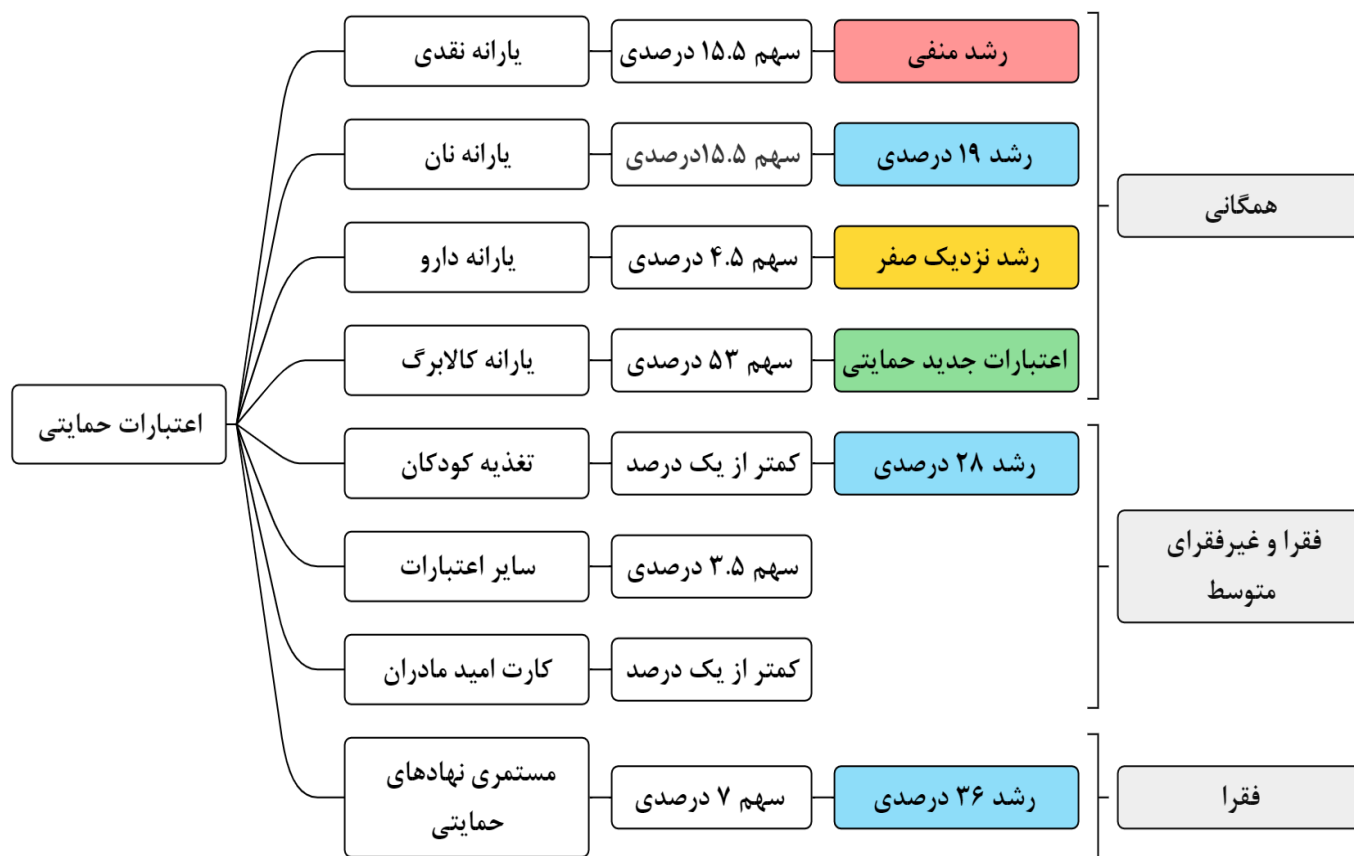 اعتبارات حمایتی
یارانه نقدی
سهم ۱۵.۵ درصدی
رشد منفی
یارانه نان
سهم ۱۵.۵درصدی
رشد ۱۹ درصدی
یارانه دارو
سهم ۴.۵ درصدی
رشد نزدیک صفر
یارانه کالابرگ
سهم ۵۳ درصدی
اعتبارات جدید حمایتی
همگانی
تغذیه کودکان
کمتر از یک درصد
رشد ۲۸ درصدی
سایر اعتبارات
سهم ۳.۵ درصدی
کارت امید مادران
کمتر از یک درصد
فقرا و غیرفقرای
متوسط
مستمری نهادهای
حمایتی
سهم ۷ درصدی
رشد ۳۶ درصدی
فقرا